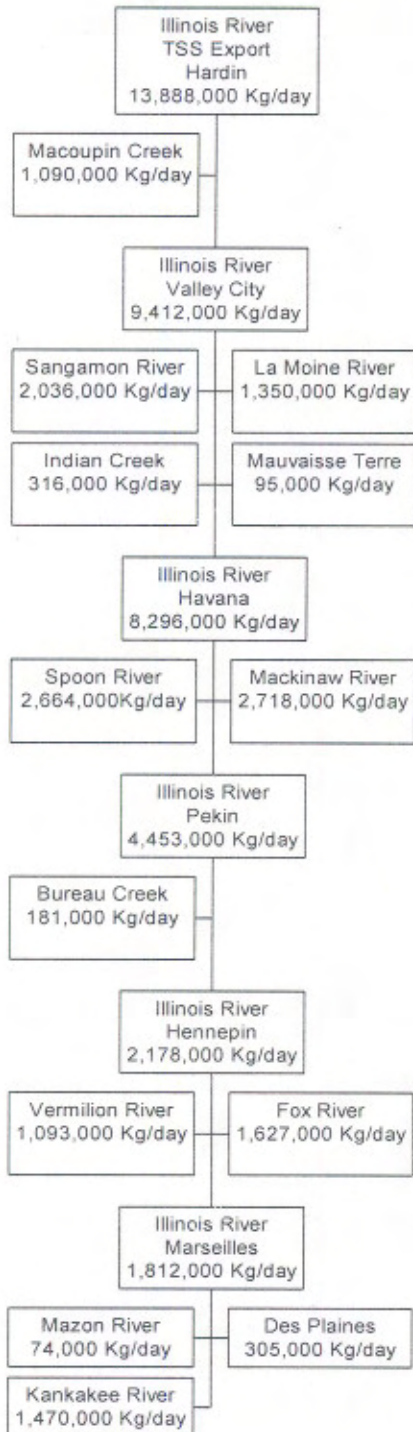 Illinois River
TSS Export
Hardin
13,888,000 Kg/day
Macoupin Creek
1,090,000 Kg/day
Illinois River
Valley City
9,412,000 Kg/day
Sangamon River
2,036,000 Kg/day
La Moine River
1,350,000 Kg/day
Indian Creek
316,000 Kg/day
Mauvaisse Terre
95,000 Kg/day
Illinois River
Havana
8,296,000 Kg/day
Spoon River
2,664,000Kg/day
Mackinaw River
2,718,000 Kg/day
Illinois River
Pekin
4,453,000 Kg/day
Bureau Creek
181,000 Kg/day
Illinois River
Hennepin
2,178,000 Kg/day
Vermilion River
1,093,000 Kg/day
Fox River
1,627,000 Kg/day
Illinois River
Marseilles
1,812,000 Kg/day
Mazon River
74,000 Kg/day
Des Plaines
305,000 Kg/day
Kankakee River
1,470,000 Kg/day